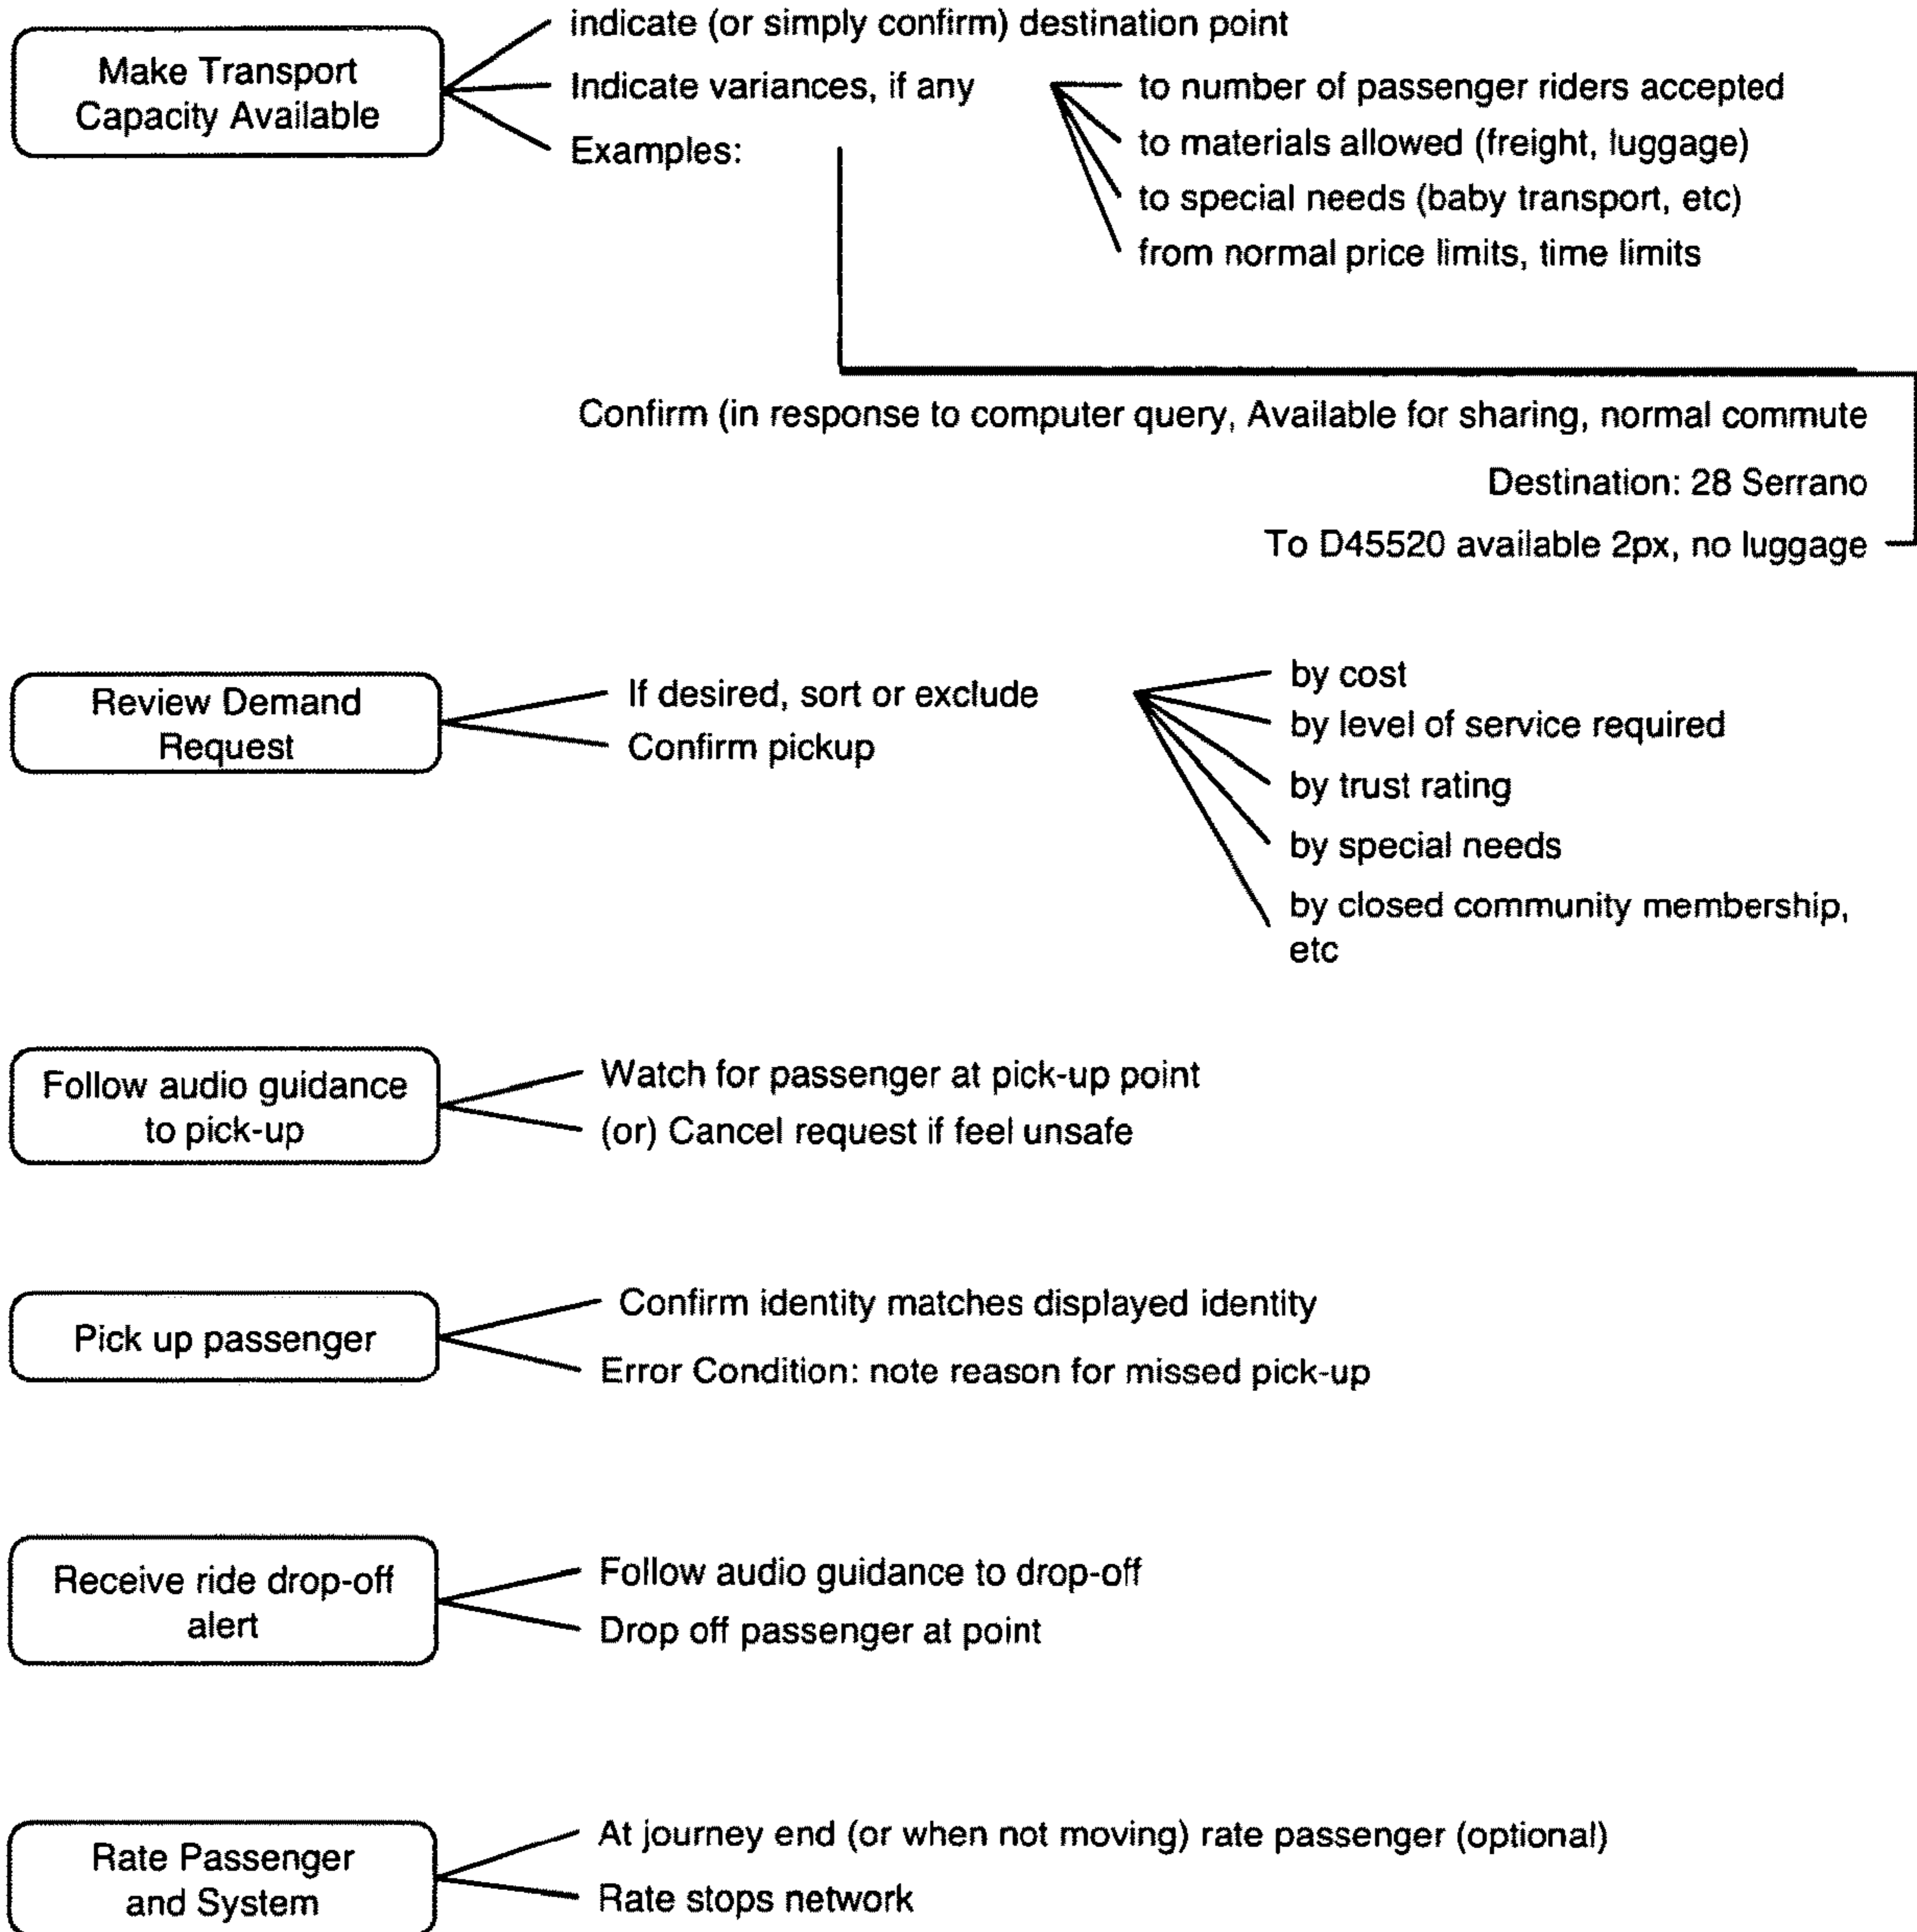 Make Transport
Capacity Available
indicate (or simply confirm) destination point
Indicate variances, if any
Examples:
to number of passenger riders accepted
to materials allowed (freight, luggage)
to special needs (baby transport, etc)
from normal price limits, time limits
Confirm (in response to computer query, Available for sharing, normal commute
Destination: 28 Serrano
To D45520 available 2px, no luggage
Review Demand
Request
If desired, sort or exclude
Confirm pickup
by cost
by level of service required
by trust rating
by special needs
by closed community membership,
etc
Follow audio guidance
to pick-up
Watch for passenger at pick-up point
(or) Cancel request if feel unsafe
Pick up passenger
Confirm identity matches displayed identity
Error Condition: note reason for missed pick-up
Receive ride drop-off
alert
Follow audio guidance to drop-off
Drop off passenger at point
Rate Passenger
and System
At journey end (or when not moving) rate passenger (optional)
Rate stops network